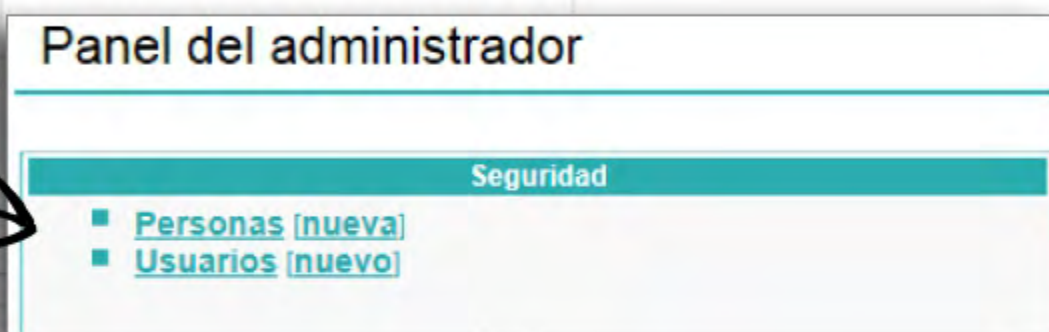 Panel del administrador
Seguridad
Personas [nueva]
Usuarios [nuevo]